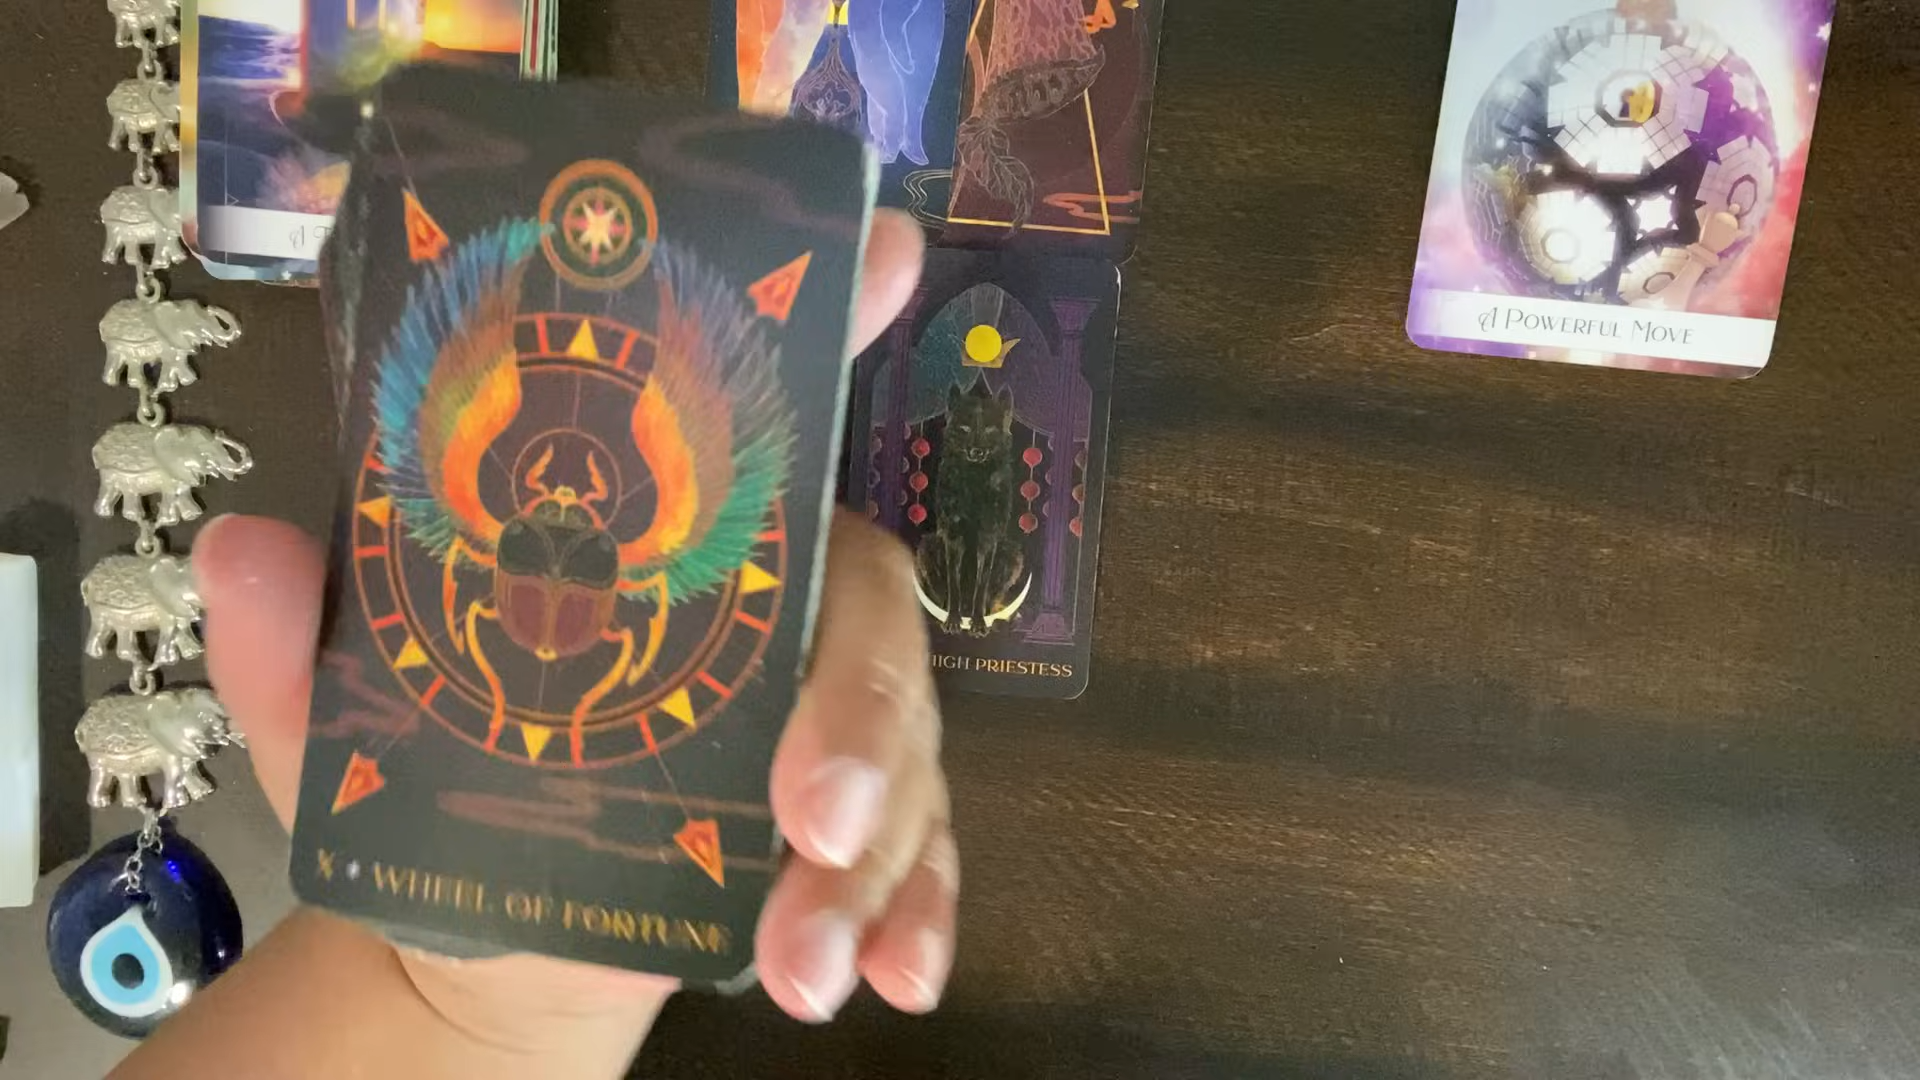 A
A POWERFUL MOVE
HIGH PRIESTESS
X WHEEL OF FORTUNE